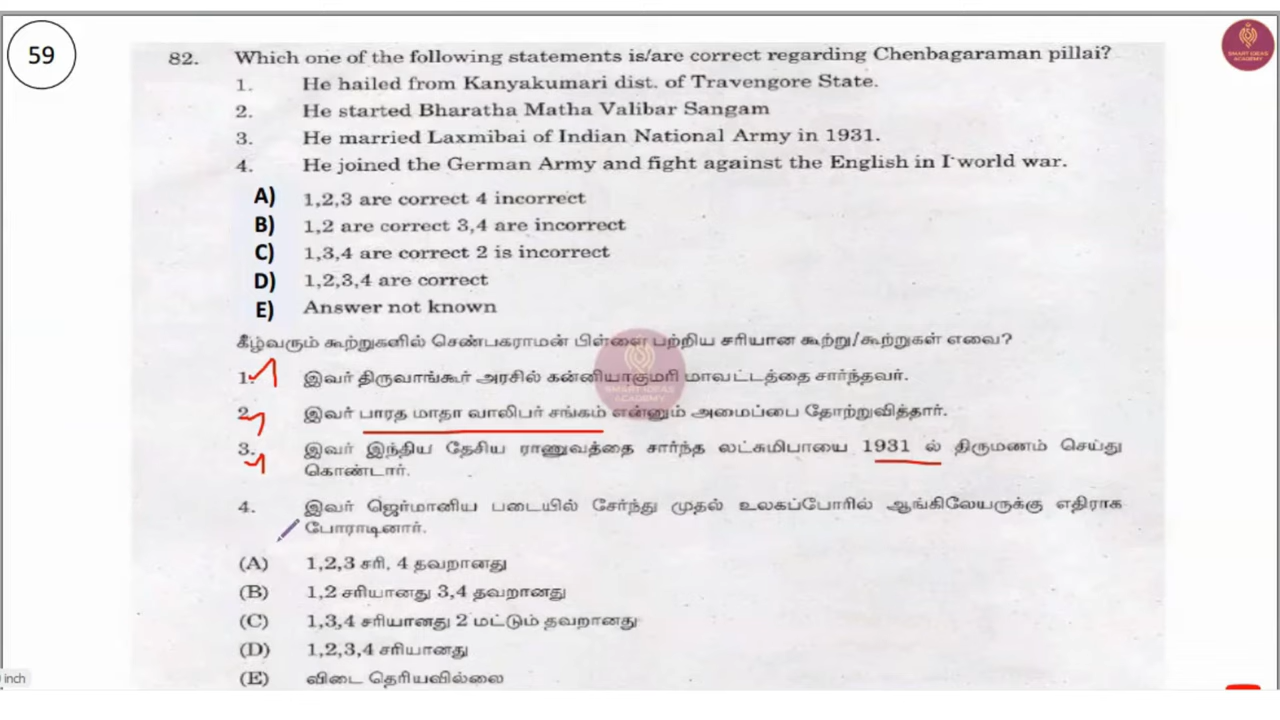 59
SMART IDEAS
ACADEMY
82. Which one of the following statements is/are correct regarding Chenbagaraman pillai?
1. He hailed from Kanyakumari dist. of Travengore State.
2. He started Bharatha Matha Valibar Sangam
3. He married Laxmibai of Indian National Army in 1931.
4. He joined the German Army and fight against the English in I world war.
A) 1,2,3 are correct 4 incorrect
B) 1,2 are correct 3,4 are incorrect
C) 1,3,4 are correct 2 is incorrect
D) 1,2,3,4 are correct
E) Answer not known
கீழ்வரும் கூற்றுகளில் செண்பகராமன் பிள்ளை பற்றிய சரியான கூற்று/கூற்றுகள் எவை?
SMART IDEAS
ACADEMY
1. இவர் திருவாங்கூர் அரசில் கன்னியாகுமரி மாவட்டத்தை சார்ந்தவர்.
2. இவர் பாரத மாதா வாலிபர் சங்கம் என்னும் அமைப்பை தோற்றுவித்தார்.
3. இவர் இந்திய தேசிய ராணுவத்தை சார்ந்த லட்சுமிபாயை 1931 ல் திருமணம் செய்து
கொண்டார்.
4. இவர் ஜெர்மானிய படையில் சேர்ந்து முதல் உலகப்போரில் ஆங்கிலேயருக்கு எதிராக
போராடினார்.
(A) 1,2,3 சரி, 4 தவறானது
(B) 1,2 சரியானது 3,4 தவறானது
(C) 1,3,4 சரியானது 2 மட்டும் தவறானது
(D) 1,2,3,4 சரியானது
(E) விடை தெரியவில்லை
inch